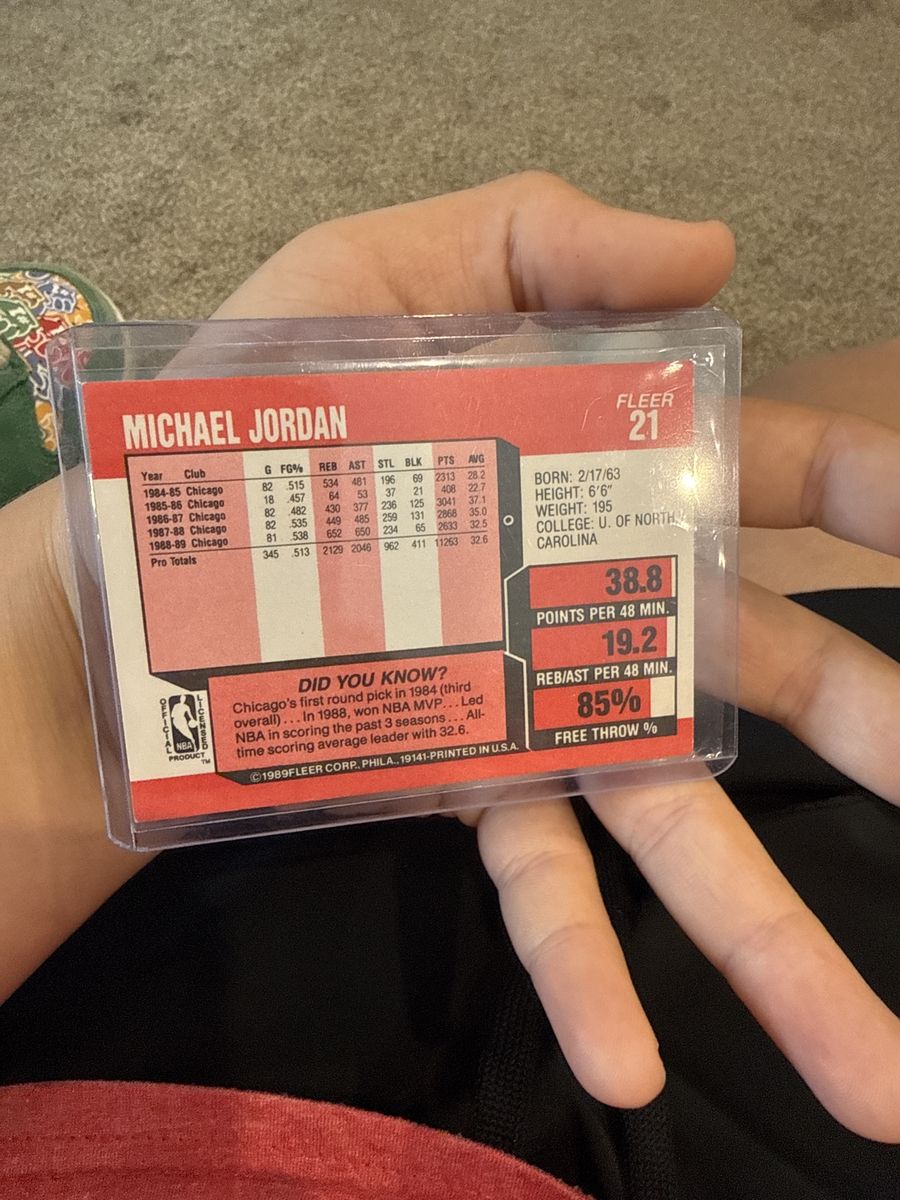 MICHAEL JORDAN
FLEER
21
Year Club G FG% REB AST STL BLK PTS AVG
1984-85 Chicago 82 .515 534 481 196 69 2313 28.2
1985-86 Chicago 18 .457 64 53 37 21 408 22.7
1986-87 Chicago 82 .482 430 377 236 125 3041 37.1
1987-88 Chicago 82 .535 449 485 259 131 2868 35.0
1988-89 Chicago 81 .538 652 650 234 65 2633 32.5
Pro Totals 345 .513 2129 2046 962 411 11263 32.6
BORN: 2/17/63
HEIGHT: 6'6"
WEIGHT: 195
COLLEGE: U. OF NORTH
CAROLINA
38.8
POINTS PER 48 MIN.
19.2
REB/AST PER 48 MIN.
85%
FREE THROW %
DID YOU KNOW?
Chicago's first round pick in 1984 (third
overall) . . . In 1988, won NBA MVP. . . Led
NBA in scoring the past 3 seasons . . . All-
time scoring average leader with 32.6.
OFFICIAL
LICENSED
NBA
PRODUCT TM
©1989FLEER CORP., PHILA., 19141-PRINTED IN U.S.A.